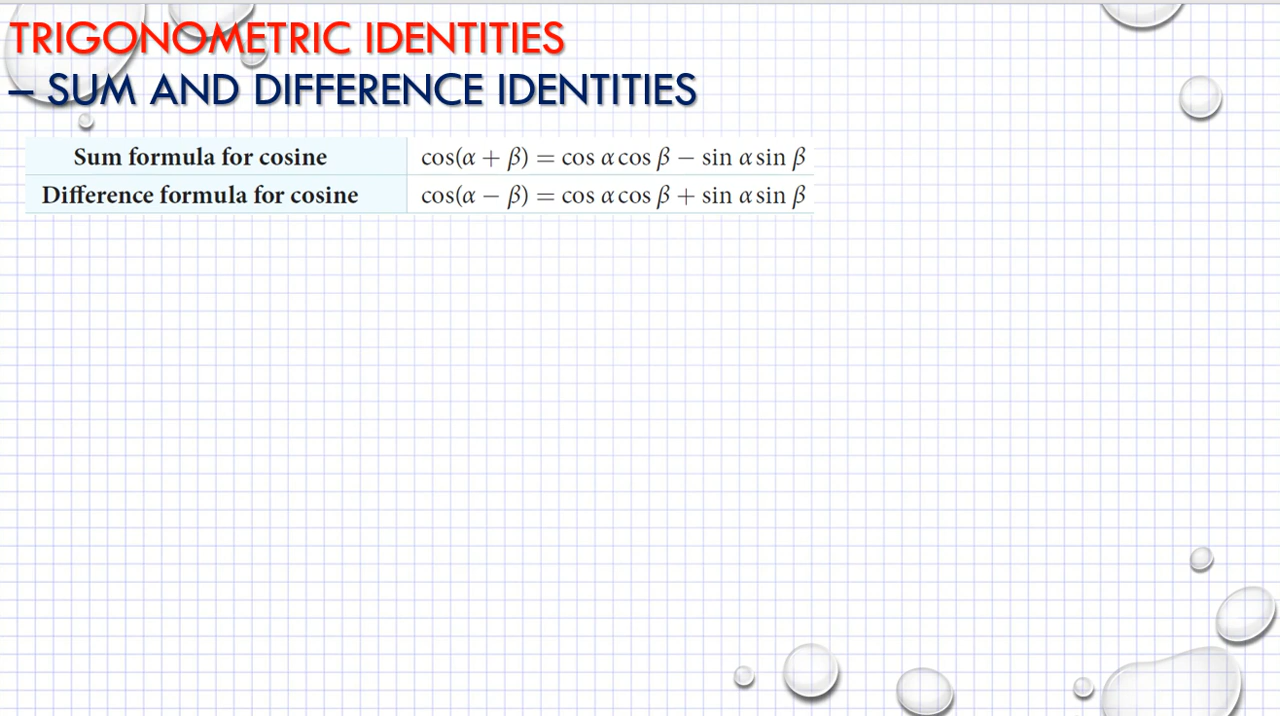 TRIGONOMETRIC IDENTITIES
– SUM AND DIFFERENCE IDENTITIES
Sum formula for cosine cos(α + β) = cos α cos β − sin α sin β
Difference formula for cosine cos(α − β) = cos α cos β + sin α sin β